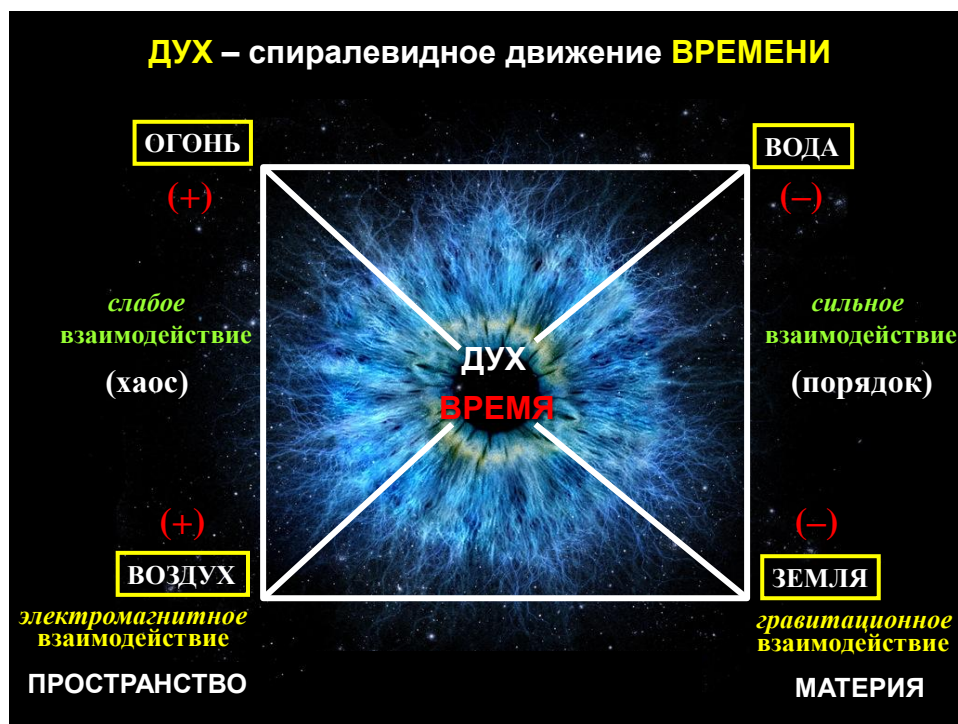 ДУХ – спиралевидное движение ВРЕМЕНИ
ОГОНЬ
ВОДА
(+)
(–)
слабое
взаимодействие
(хаос)
сильное
взаимодействие
(порядок)
ДУХ
ВРЕМЯ
(+)
(–)
ВОЗДУХ
ЗЕМЛЯ
электромагнитное
взаимодействие
гравитационное
взаимодействие
ПРОСТРАНСТВО
МАТЕРИЯ